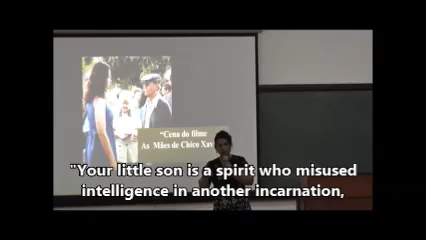 "Cena do filme
As Mães de Chico Xav
"Your little son is a spirit who misused
intelligence in another incarnation,